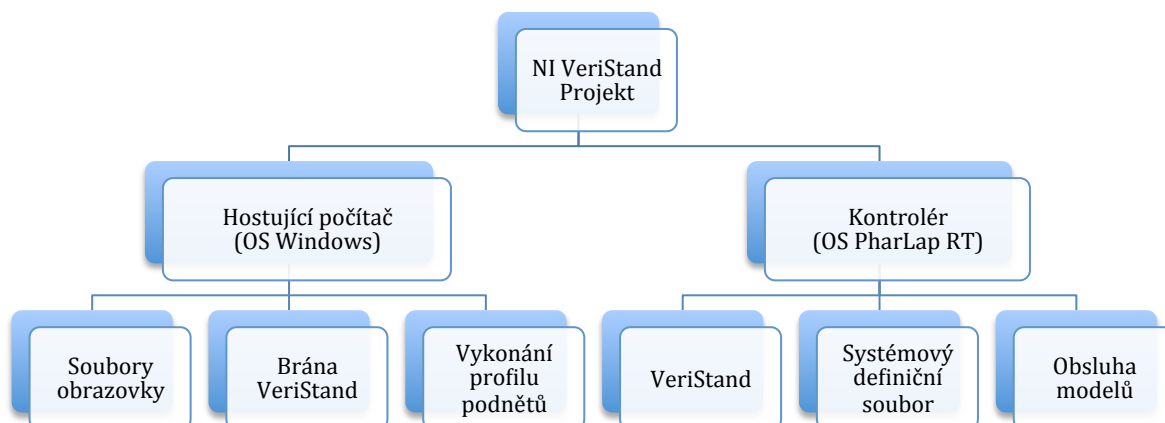 NI VeriStand
Projekt
Hostující počítač
(OS Windows)
Kontrolér
(OS PharLap RT)
Soubory
obrazovky
Brána
VeriStand
Vykonání
profilu
podnětů
VeriStand
Systémový
definiční
soubor
Obsluha
modelů